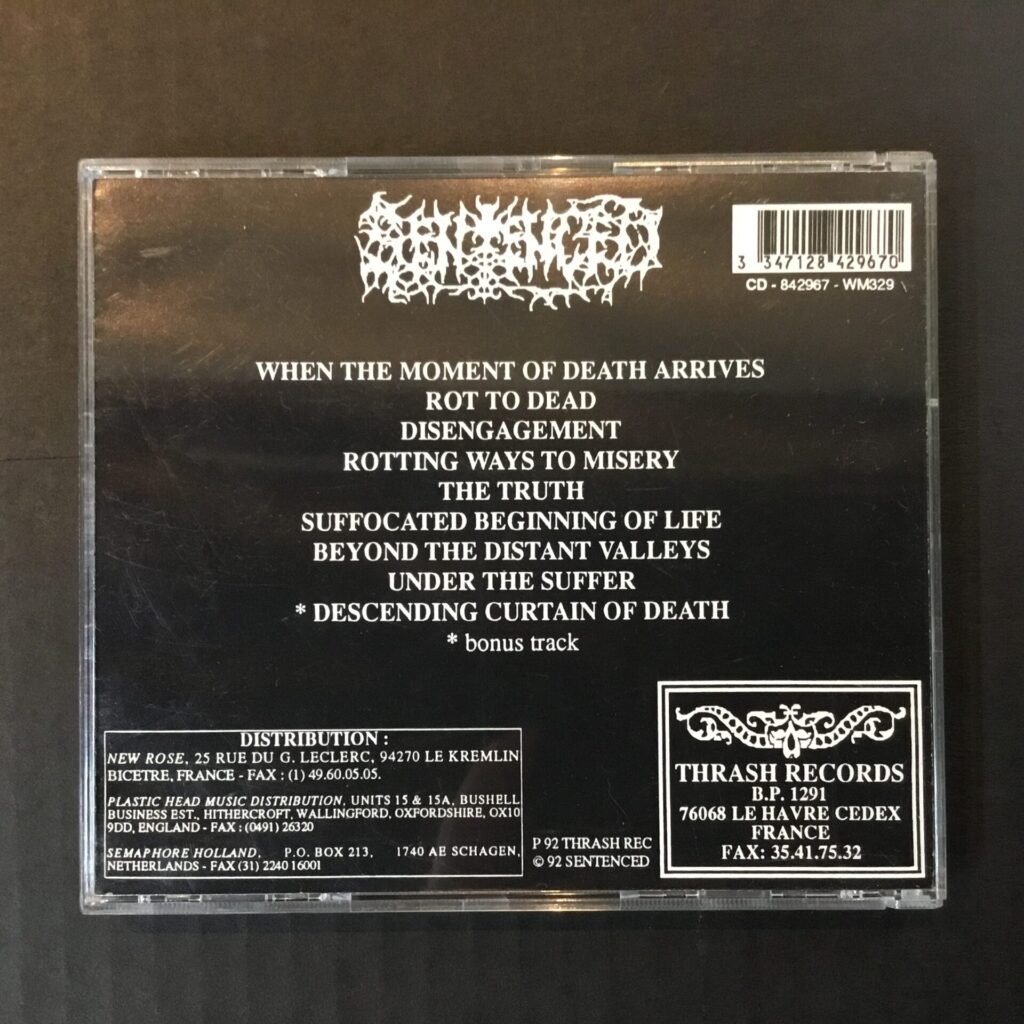 SENTENCED
3 347128 429670
CD - 842967 - WM329
WHEN THE MOMENT OF DEATH ARRIVES
ROT TO DEAD
DISENGAGEMENT
ROTTING WAYS TO MISERY
THE TRUTH
SUFFOCATED BEGINNING OF LIFE
BEYOND THE DISTANT VALLEYS
UNDER THE SUFFER
* DESCENDING CURTAIN OF DEATH
* bonus track
DISTRIBUTION :
NEW ROSE, 25 RUE DU G. LECLERC, 94270 LE KREMLIN
BICETRE, FRANCE - FAX : (1) 49.60.05.05.
PLASTIC HEAD MUSIC DISTRIBUTION, UNITS 15 & 15A, BUSHELL
BUSINESS EST., HITHERCROFT, WALLINGFORD, OXFORDSHIRE, OX10
9DD, ENGLAND - FAX : (0491) 26320
SEMAPHORE HOLLAND, P.O. BOX 213, 1740 AE SCHAGEN,
NETHERLANDS - FAX (31) 2240 16001
P 92 THRASH REC
© 92 SENTENCED
THRASH RECORDS
B.P. 1291
76068 LE HAVRE CEDEX
FRANCE
FAX: 35.41.75.32